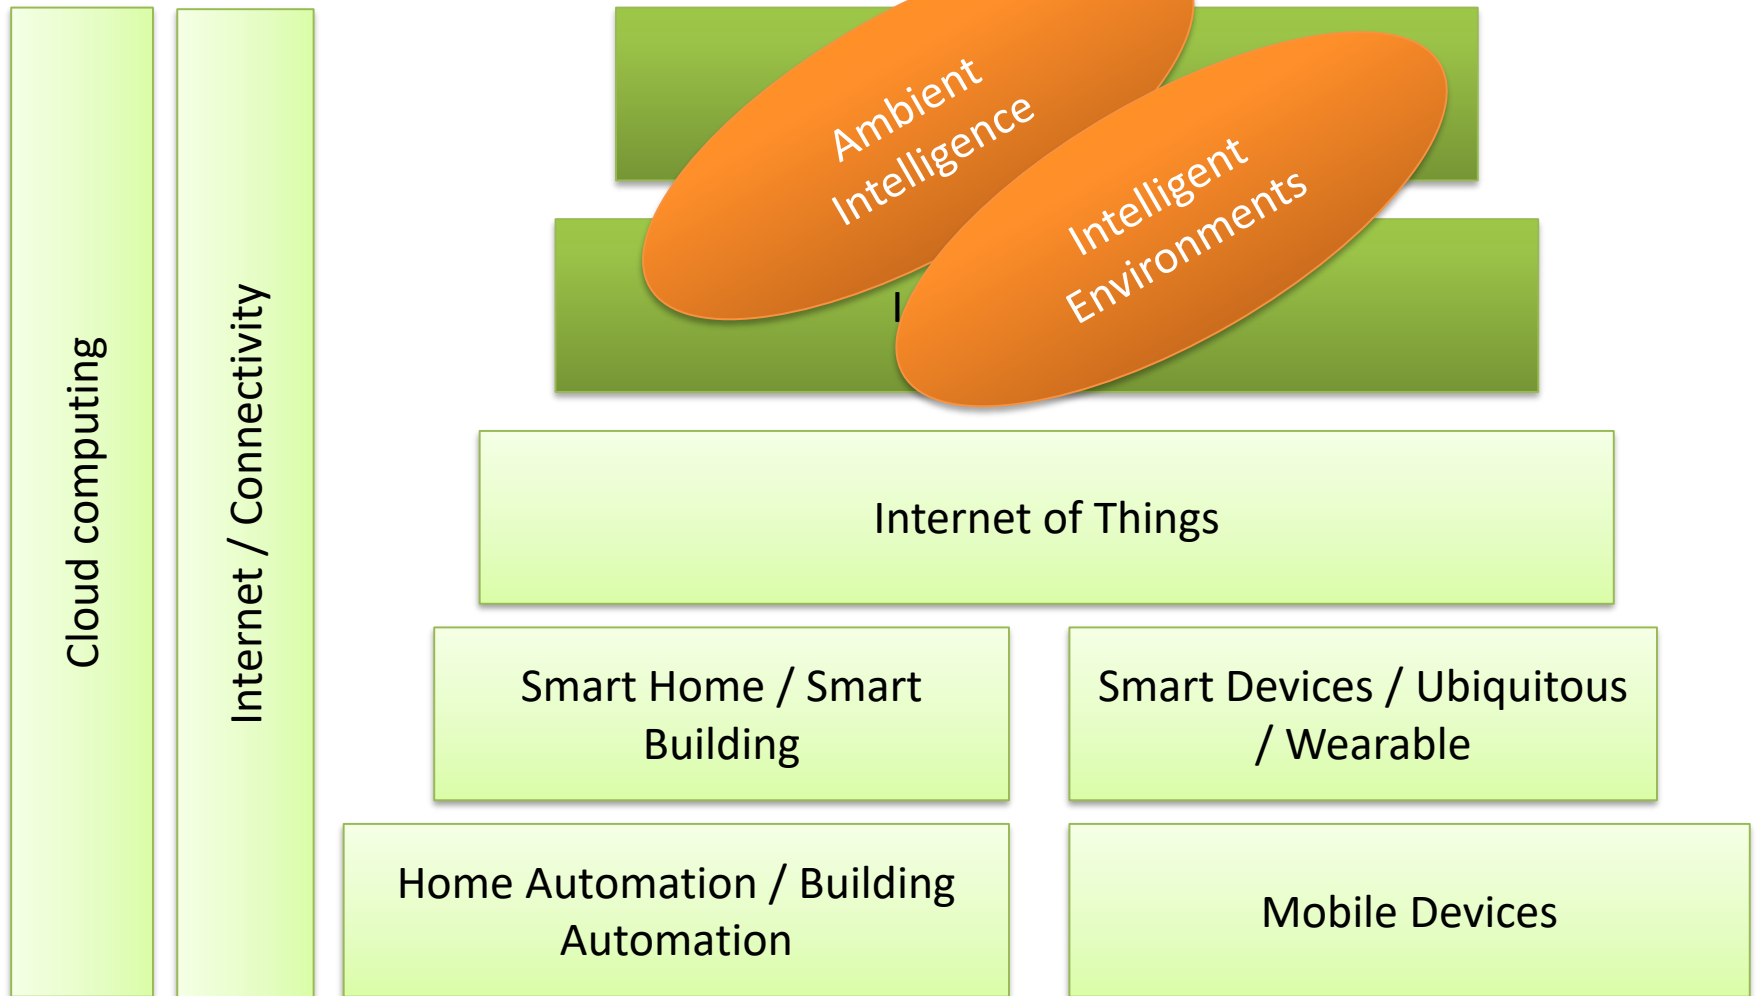 Cloud computing
Internet / Connectivity
Ambient
Intelligence
Intelligent
Environments
Internet of Things
Smart Home / Smart
Building
Smart Devices / Ubiquitous
/ Wearable
Home Automation / Building
Automation
Mobile Devices